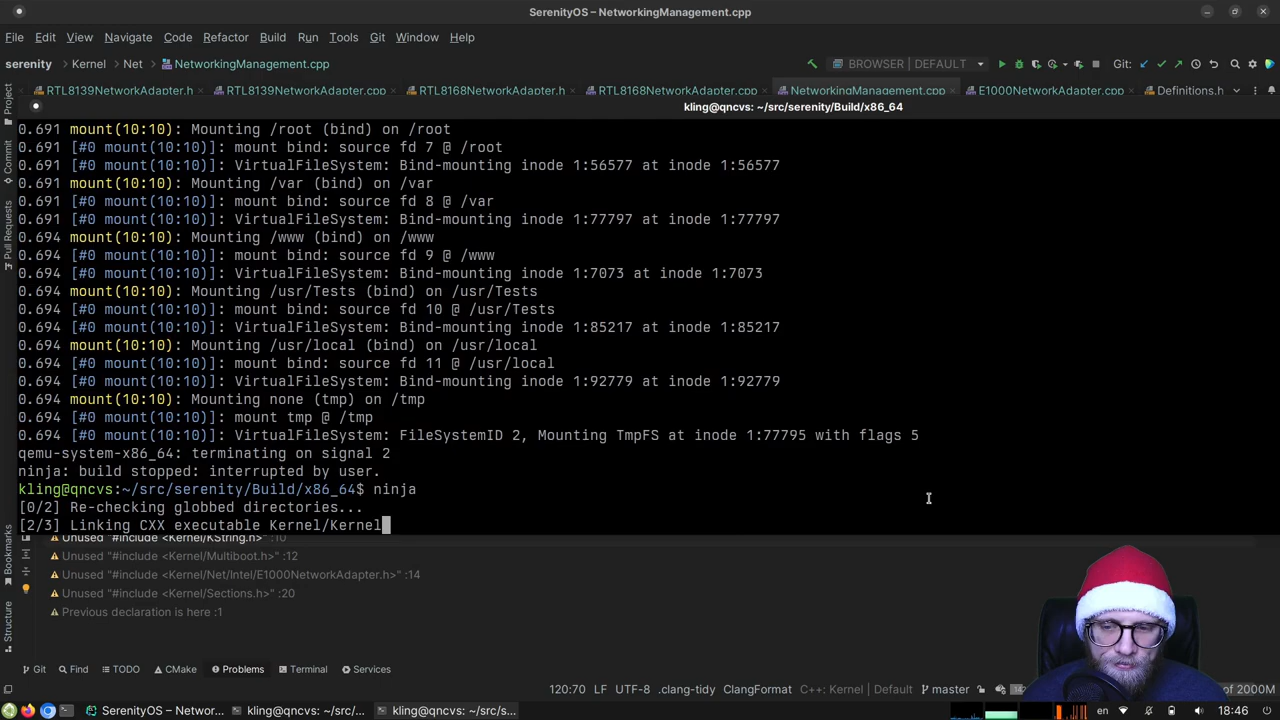 SerenityOS – NetworkingManagement.cpp
File Edit View Navigate Code Refactor Build Run Tools Git Window Help
serenity Kernel Net NetworkingManagement.cpp BROWSER | DEFAULT Git:
RTL8139NetworkAdapter.h RTL8139NetworkAdapter.cpp RTL8168NetworkAdapter.h RTL8168NetworkAdapter.cpp NetworkingManagement.cpp E1000NetworkAdapter.cpp Definitions.h
kling@qncvs: ~/src/serenity/Build/x86_64
Project
Commit
Pull Requests
0.691 mount(10:10): Mounting /root (bind) on /root
0.691 [#0 mount(10:10)]: mount bind: source fd 7 @ /root
0.691 [#0 mount(10:10)]: VirtualFileSystem: Bind-mounting inode 1:56577 at inode 1:56577
0.691 mount(10:10): Mounting /var (bind) on /var
0.691 [#0 mount(10:10)]: mount bind: source fd 8 @ /var
0.691 [#0 mount(10:10)]: VirtualFileSystem: Bind-mounting inode 1:77797 at inode 1:77797
0.694 mount(10:10): Mounting /www (bind) on /www
0.694 [#0 mount(10:10)]: mount bind: source fd 9 @ /www
0.694 [#0 mount(10:10)]: VirtualFileSystem: Bind-mounting inode 1:7073 at inode 1:7073
0.694 mount(10:10): Mounting /usr/Tests (bind) on /usr/Tests
0.694 [#0 mount(10:10)]: mount bind: source fd 10 @ /usr/Tests
0.694 [#0 mount(10:10)]: VirtualFileSystem: Bind-mounting inode 1:85217 at inode 1:85217
0.694 mount(10:10): Mounting /usr/local (bind) on /usr/local
0.694 [#0 mount(10:10)]: mount bind: source fd 11 @ /usr/local
0.694 [#0 mount(10:10)]: VirtualFileSystem: Bind-mounting inode 1:92779 at inode 1:92779
0.694 mount(10:10): Mounting none (tmp) on /tmp
0.694 [#0 mount(10:10)]: mount tmp @ /tmp
0.694 [#0 mount(10:10)]: VirtualFileSystem: FileSystemID 2, Mounting TmpFS at inode 1:77795 with flags 5
qemu-system-x86_64: terminating on signal 2
ninja: build stopped: interrupted by user.
kling@qncvs:~/src/serenity/Build/x86_64$ ninja
[0/2] Re-checking globbed directories...
[2/3] Linking CXX executable Kernel/Kernel
Bookmarks
Structure
Unused "#include <Kernel/KString.h>" :10
Unused "#include <Kernel/Multiboot.h>" :12
Unused "#include <Kernel/Net/Intel/E1000NetworkAdapter.h>" :14
Unused "#include <Kernel/Sections.h>" :20
Previous declaration is here :1
Git Find TODO CMake Problems Terminal Services
120:70 LF UTF-8 .clang-tidy ClangFormat C++: Kernel | Default master of 2000M
SerenityOS – Networ... kling@qncvs: ~/src/... kling@qncvs: ~/src/s... en 18:46